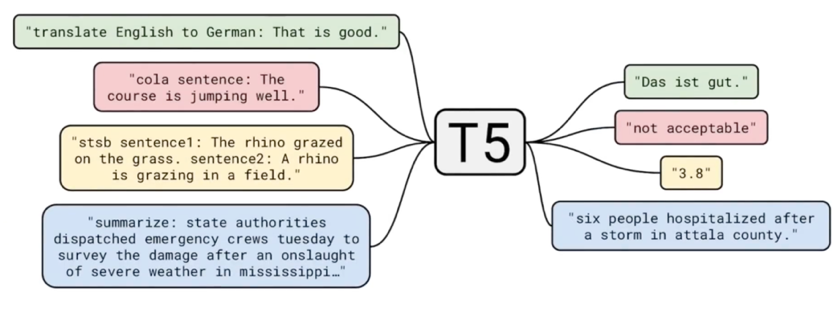 "translate English to German: That is good."
"cola sentence: The
course is jumping well."
"stsb sentence1: The rhino grazed
on the grass. sentence2: A rhino
is grazing in a field."
"summarize: state authorities
dispatched emergency crews tuesday to
survey the damage after an onslaught
of severe weather in mississippi…"
T5
"Das ist gut."
"not acceptable"
"3.8"
"six people hospitalized after
a storm in attala county."